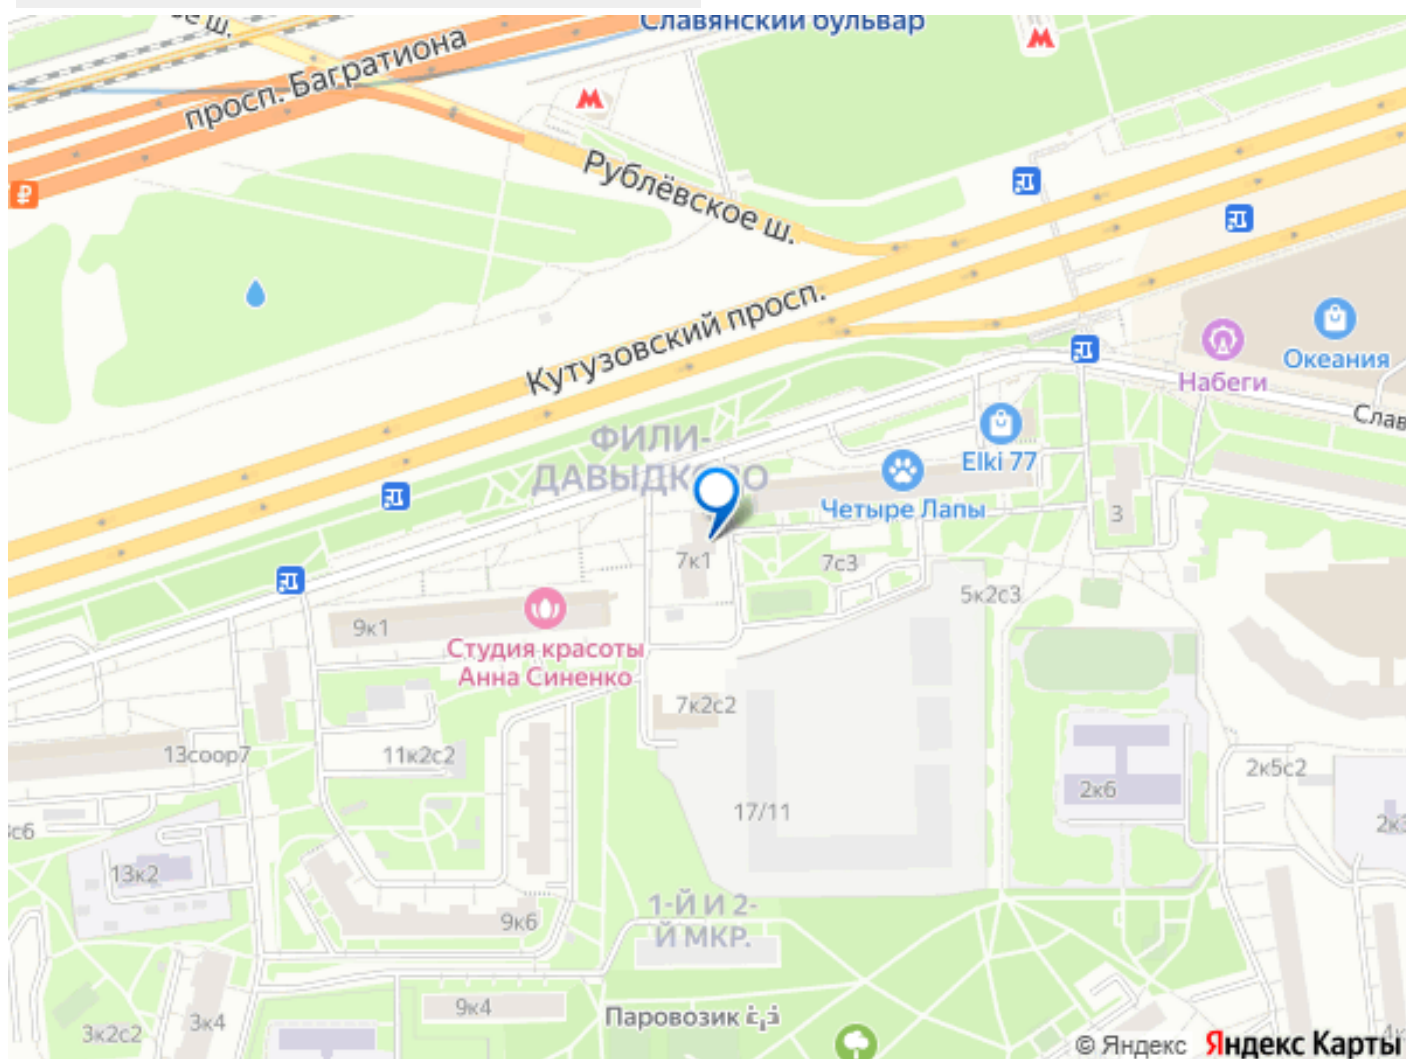 Славянский бульвар
просп. Багратиона
Рублёвское ш.
Кутузовский просп.
Океания
Набеги
Слав
ФИЛИ-
ДАВЫДКОВО
Elki 77
Четыре Лапы
3
7к1
7с3
5к2с3
9к1
Студия красоты
Анна Синенко
7к2с2
13соор7
11к2с2
2к5с2
2к6
17/11
2к3
13к2
9к6
1-Й И 2-
Й МКР.
9к4
Паровозик
3к2с2
3к4
© Яндекс Яндекс Карты